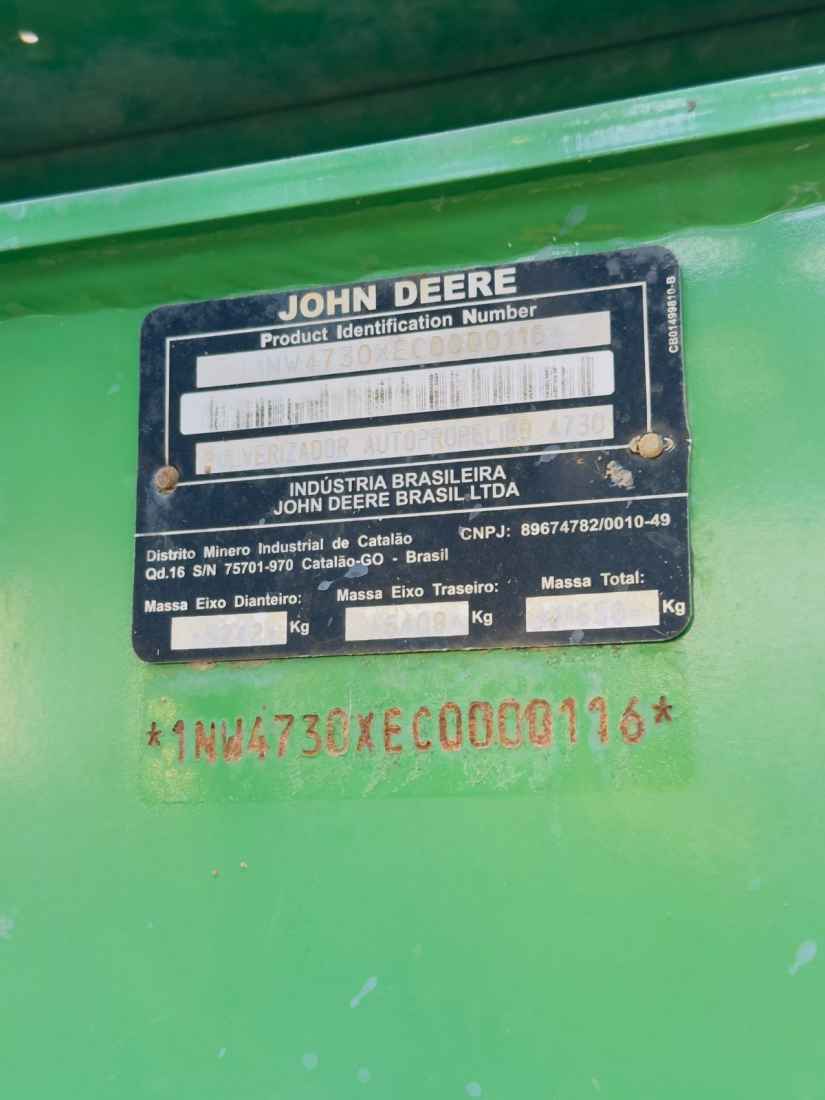 JOHN DEERE
Product Identification Number
1NW4730XEC0000116
PULVERIZADOR AUTOPROPELIDO 4730
INDÚSTRIA BRASILEIRA
JOHN DEERE BRASIL LTDA
Distrito Minero Industrial de Catalão
Qd.16 S/N 75701-970 Catalão-GO - Brasil
CNPJ: 89674782/0010-49
Massa Eixo Dianteiro:
Kg
Massa Eixo Traseiro:
Kg
Massa Total:
Kg
CB01499810-B
*1NW4730XEC0000116*